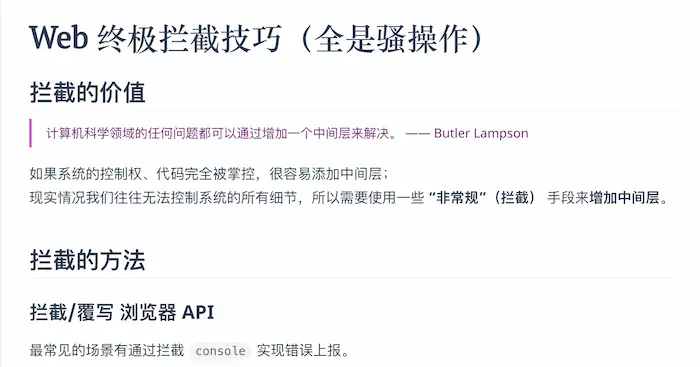 Web 终极拦截技巧（全是骚操作）
拦截的价值
计算机科学领域的任何问题都可以通过增加一个中间层来解决。 —— Butler Lampson
如果系统的控制权、代码完全被掌控，很容易添加中间层；
现实情况我们往往无法控制系统的所有细节，所以需要使用一些 “非常规”（拦截） 手段来增加中间层。
拦截的方法
拦截/覆写 浏览器 API
最常见的场景有通过拦截 console 实现错误上报。